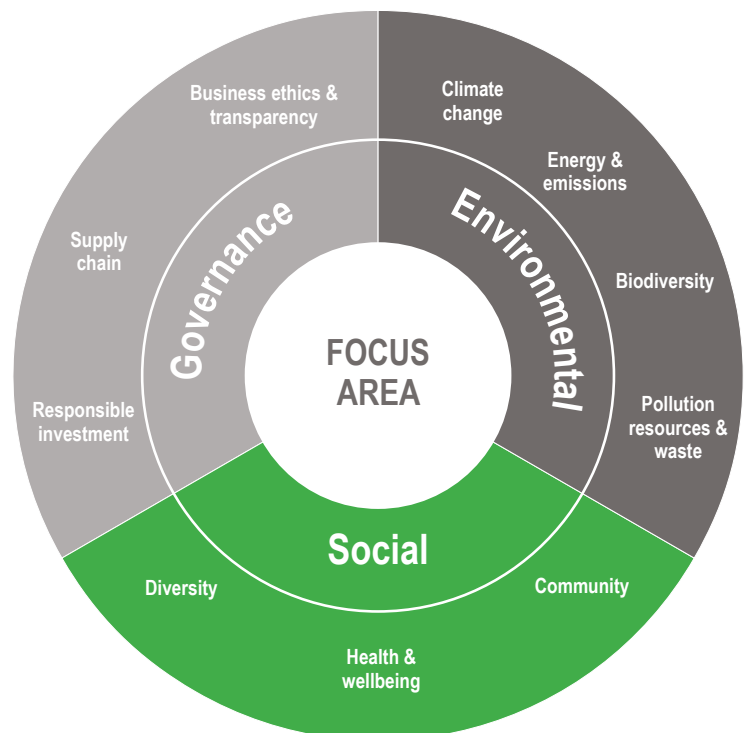 FOCUS
AREA
Environmental
Climate
change
Energy &
emissions
Biodiversity
Pollution
resources &
waste
Social
Community
Health &
wellbeing
Diversity
Governance
Responsible
investment
Supply
chain
Business ethics &
transparency